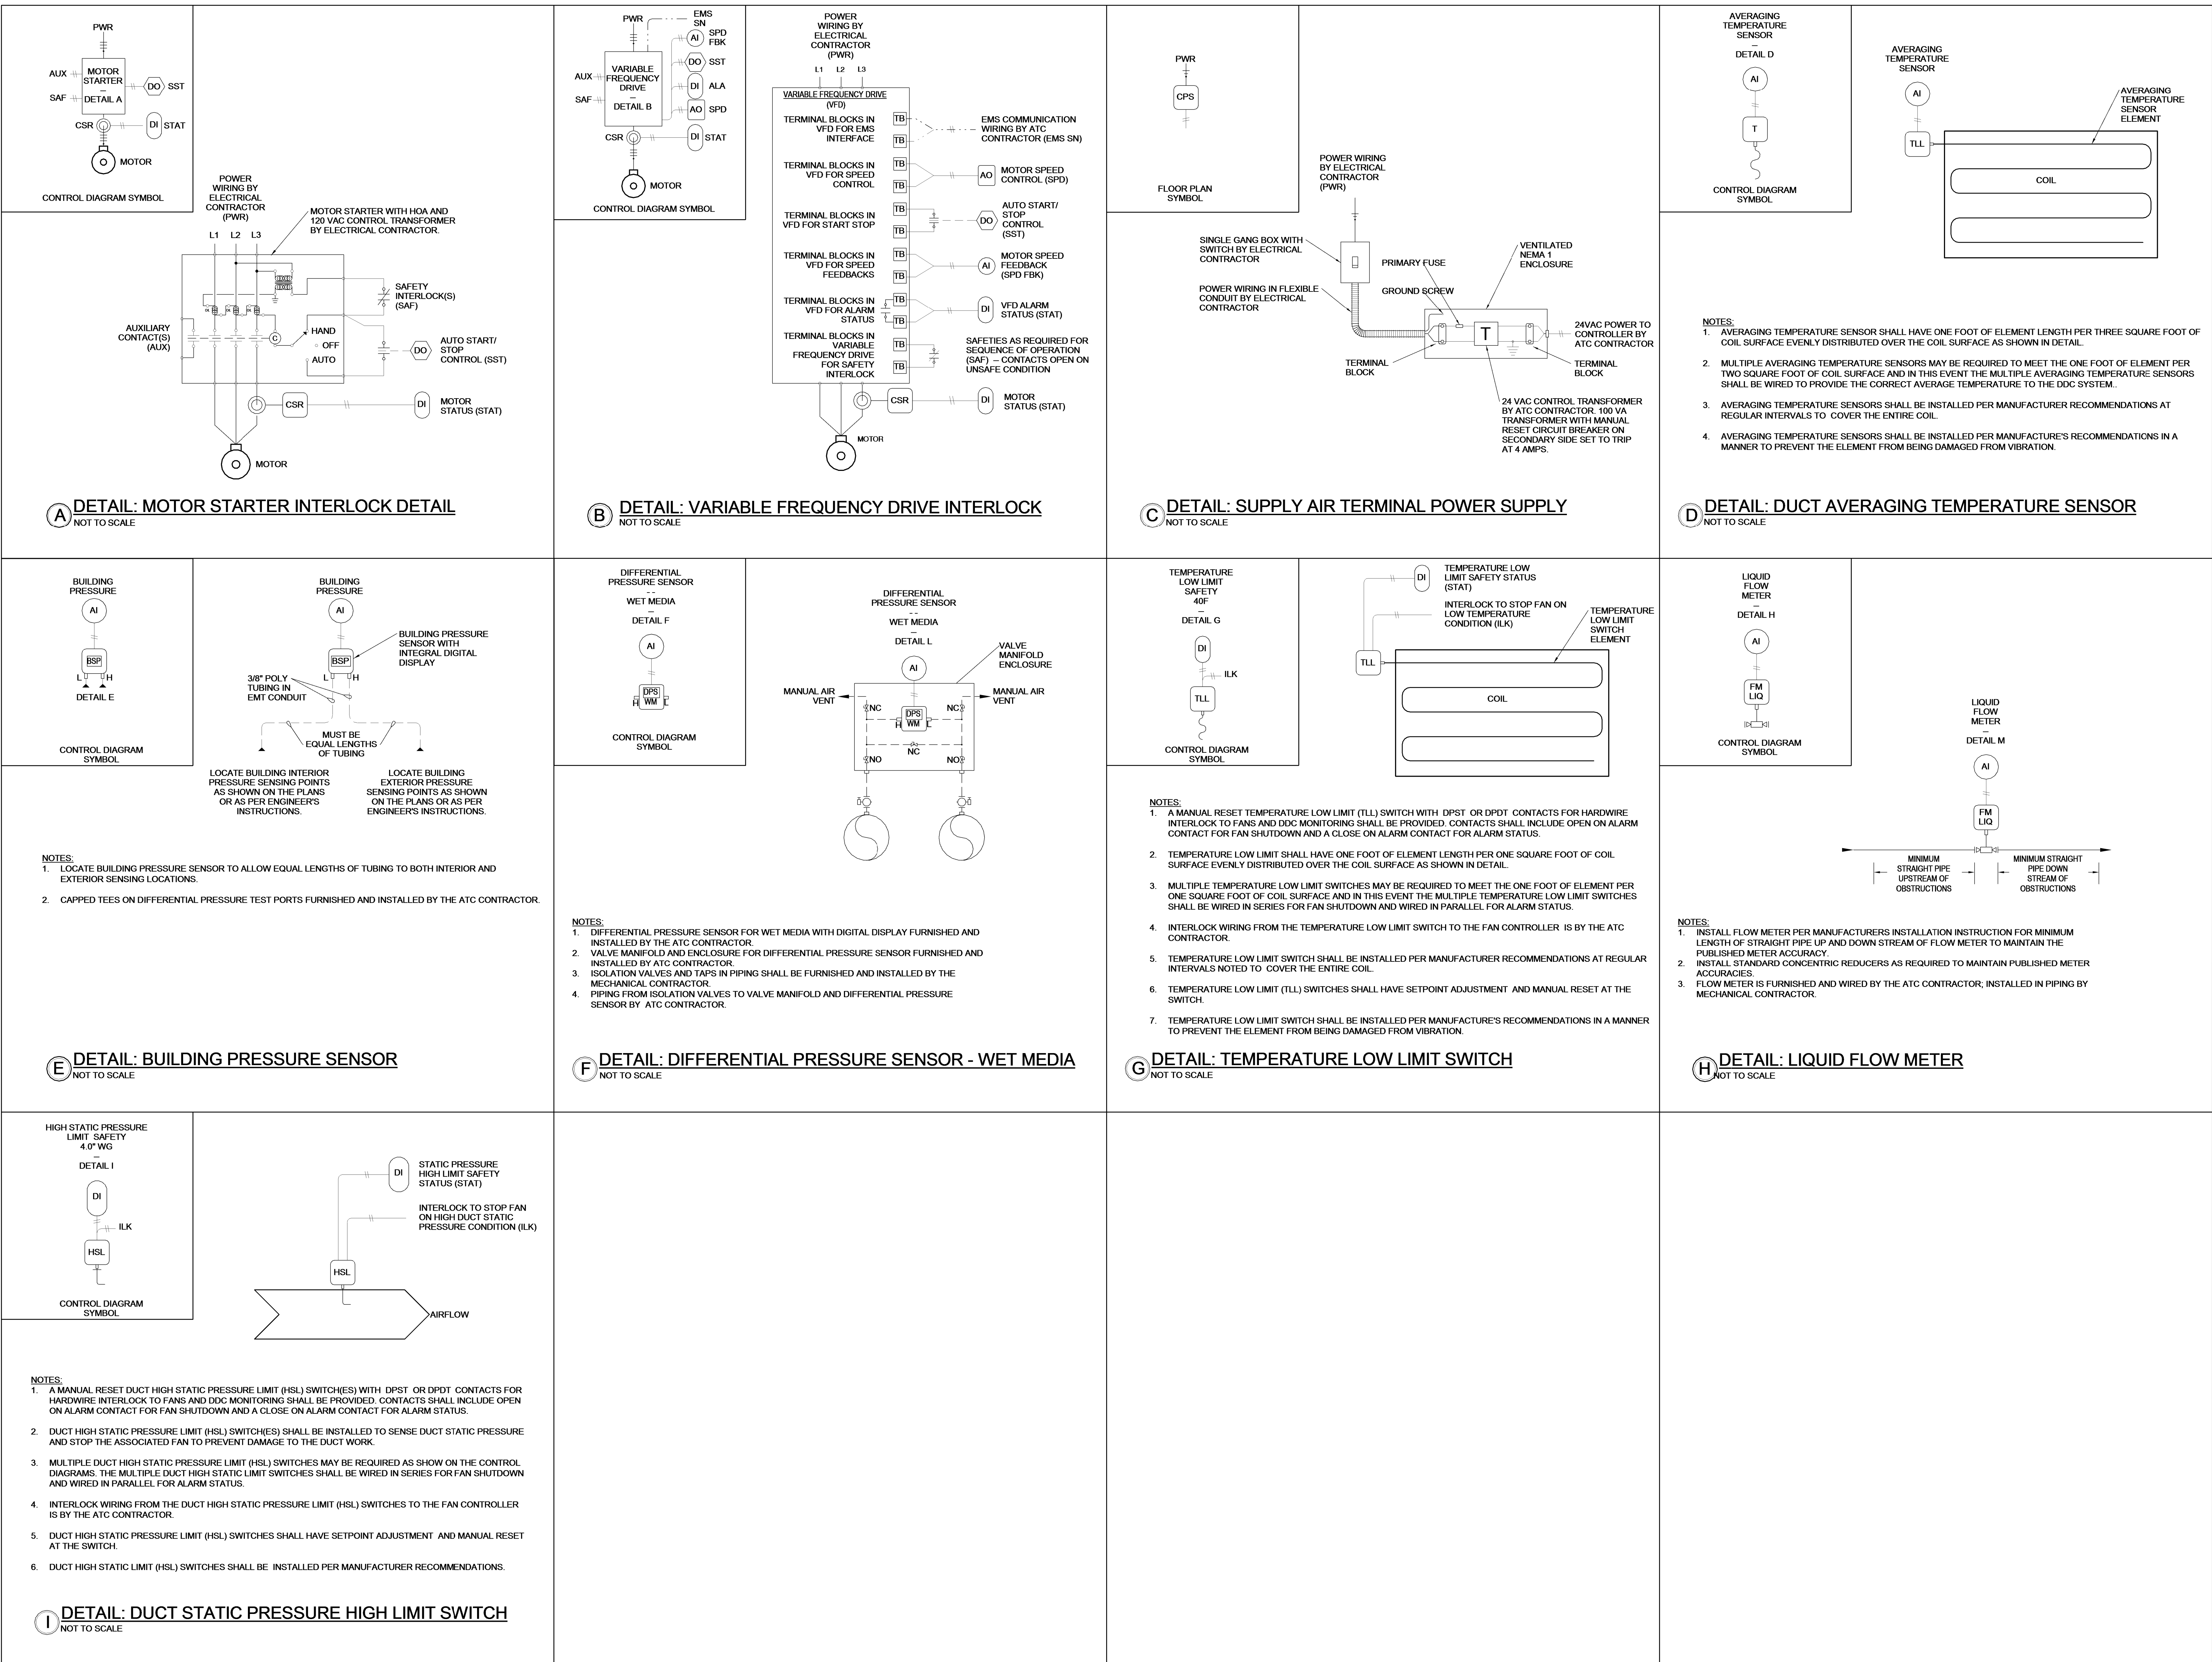 PWR
AUX
MOTOR
STARTER
–
DETAIL A
DO
SST
SAF
CSR
DI
STAT
MOTOR
CONTROL DIAGRAM SYMBOL
POWER
WIRING BY
ELECTRICAL
CONTRACTOR
(PWR)
MOTOR STARTER WITH HOA AND
120 VAC CONTROL TRANSFORMER
BY ELECTRICAL CONTRACTOR.
L1 L2 L3
SAFETY
INTERLOCK(S)
(SAF)
AUXILIARY
CONTACT(S)
(AUX)
C
HAND
OFF
AUTO
DO
AUTO START/
STOP
CONTROL (SST)
CSR
DI
MOTOR
STATUS (STAT)
MOTOR
A
DETAIL: MOTOR STARTER INTERLOCK DETAIL
NOT TO SCALE
PWR
EMS
SN
AI
SPD
FBK
DO
SST
AUX
VARIABLE
FREQUENCY
DRIVE
–
DETAIL B
DI
ALA
SAF
AO
SPD
CSR
DI
STAT
MOTOR
CONTROL DIAGRAM SYMBOL
POWER
WIRING BY
ELECTRICAL
CONTRACTOR
(PWR)
L1 L2 L3
VARIABLE FREQUENCY DRIVE
(VFD)
TERMINAL BLOCKS IN
VFD FOR EMS
INTERFACE
TB
TB
EMS COMMUNICATION
WIRING BY ATC
CONTRACTOR (EMS SN)
TERMINAL BLOCKS IN
VFD FOR SPEED
CONTROL
TB
TB
AO
MOTOR SPEED
CONTROL (SPD)
TERMINAL BLOCKS IN
VFD FOR START STOP
TB
TB
DO
AUTO START/
STOP
CONTROL
(SST)
TERMINAL BLOCKS IN
VFD FOR SPEED
FEEDBACKS
TB
TB
AI
MOTOR SPEED
FEEDBACK
(SPD FBK)
TERMINAL BLOCKS IN
VFD FOR ALARM
STATUS
TB
TB
DI
VFD ALARM
STATUS (STAT)
TERMINAL BLOCKS IN
VARIABLE
FREQUENCY DRIVE
FOR SAFETY
INTERLOCK
TB
TB
SAFETIES AS REQUIRED FOR
SEQUENCE OF OPERATION
(SAF) – CONTACTS OPEN ON
UNSAFE CONDITION
CSR
DI
MOTOR
STATUS (STAT)
MOTOR
B
DETAIL: VARIABLE FREQUENCY DRIVE INTERLOCK
NOT TO SCALE
PWR
CPS
FLOOR PLAN
SYMBOL
POWER WIRING
BY ELECTRICAL
CONTRACTOR
(PWR)
SINGLE GANG BOX WITH
SWITCH BY ELECTRICAL
CONTRACTOR
PRIMARY FUSE
VENTILATED
NEMA 1
ENCLOSURE
POWER WIRING IN FLEXIBLE
CONDUIT BY ELECTRICAL
CONTRACTOR
GROUND SCREW
T
24VAC POWER TO
CONTROLLER BY
ATC CONTRACTOR
TERMINAL
BLOCK
TERMINAL
BLOCK
24 VAC CONTROL TRANSFORMER
BY ATC CONTRACTOR. 100 VA
TRANSFORMER WITH MANUAL
RESET CIRCUIT BREAKER ON
SECONDARY SIDE SET TO TRIP
AT 4 AMPS.
C
DETAIL: SUPPLY AIR TERMINAL POWER SUPPLY
NOT TO SCALE
AVERAGING
TEMPERATURE
SENSOR
–
DETAIL D
AI
T
CONTROL DIAGRAM
SYMBOL
AVERAGING
TEMPERATURE
SENSOR
AI
TLL
AVERAGING
TEMPERATURE
SENSOR
ELEMENT
COIL
NOTES:
1. AVERAGING TEMPERATURE SENSOR SHALL HAVE ONE FOOT OF ELEMENT LENGTH PER THREE SQUARE FOOT OF
COIL SURFACE EVENLY DISTRIBUTED OVER THE COIL SURFACE AS SHOWN IN DETAIL.
2. MULTIPLE AVERAGING TEMPERATURE SENSORS MAY BE REQUIRED TO MEET THE ONE FOOT OF ELEMENT PER
TWO SQUARE FOOT OF COIL SURFACE AND IN THIS EVENT THE MULTIPLE AVERAGING TEMPERATURE SENSORS
SHALL BE WIRED TO PROVIDE THE CORRECT AVERAGE TEMPERATURE TO THE DDC SYSTEM..
3. AVERAGING TEMPERATURE SENSORS SHALL BE INSTALLED PER MANUFACTURER RECOMMENDATIONS AT
REGULAR INTERVALS TO COVER THE ENTIRE COIL.
4. AVERAGING TEMPERATURE SENSORS SHALL BE INSTALLED PER MANUFACTURE'S RECOMMENDATIONS IN A
MANNER TO PREVENT THE ELEMENT FROM BEING DAMAGED FROM VIBRATION.
D
DETAIL: DUCT AVERAGING TEMPERATURE SENSOR
NOT TO SCALE
BUILDING
PRESSURE
AI
BSP
L H
DETAIL E
CONTROL DIAGRAM
SYMBOL
BUILDING
PRESSURE
AI
BSP
L H
BUILDING PRESSURE
SENSOR WITH
INTEGRAL DIGITAL
DISPLAY
3/8" POLY
TUBING IN
EMT CONDUIT
MUST BE
EQUAL LENGTHS
OF TUBING
LOCATE BUILDING INTERIOR
PRESSURE SENSING POINTS
AS SHOWN ON THE PLANS
OR AS PER ENGINEER'S
INSTRUCTIONS.
LOCATE BUILDING
EXTERIOR PRESSURE
SENSING POINTS AS SHOWN
ON THE PLANS OR AS PER
ENGINEER'S INSTRUCTIONS.
NOTES:
1. LOCATE BUILDING PRESSURE SENSOR TO ALLOW EQUAL LENGTHS OF TUBING TO BOTH INTERIOR AND
EXTERIOR SENSING LOCATIONS.
2. CAPPED TEES ON DIFFERENTIAL PRESSURE TEST PORTS FURNISHED AND INSTALLED BY THE ATC CONTRACTOR.
E
DETAIL: BUILDING PRESSURE SENSOR
NOT TO SCALE
DIFFERENTIAL
PRESSURE SENSOR
- -
WET MEDIA
–
DETAIL F
AI
DPS
H WM L
CONTROL DIAGRAM
SYMBOL
DIFFERENTIAL
PRESSURE SENSOR
- -
WET MEDIA
–
DETAIL L
AI
VALVE
MANIFOLD
ENCLOSURE
MANUAL AIR
VENT
MANUAL AIR
VENT
NC
NC
DPS
H WM L
NC
NO
NO
NOTES:
1. DIFFERENTIAL PRESSURE SENSOR FOR WET MEDIA WITH DIGITAL DISPLAY FURNISHED AND
INSTALLED BY THE ATC CONTRACTOR.
2. VALVE MANIFOLD AND ENCLOSURE FOR DIFFERENTIAL PRESSURE SENSOR FURNISHED AND
INSTALLED BY ATC CONTRACTOR.
3. ISOLATION VALVES AND TAPS IN PIPING SHALL BE FURNISHED AND INSTALLED BY THE
MECHANICAL CONTRACTOR.
4. PIPING FROM ISOLATION VALVES TO VALVE MANIFOLD AND DIFFERENTIAL PRESSURE
SENSOR BY ATC CONTRACTOR.
F
DETAIL: DIFFERENTIAL PRESSURE SENSOR - WET MEDIA
NOT TO SCALE
TEMPERATURE
LOW LIMIT
SAFETY
40F
–
DETAIL G
DI
ILK
TLL
CONTROL DIAGRAM
SYMBOL
DI
TEMPERATURE LOW
LIMIT SAFETY STATUS
(STAT)
INTERLOCK TO STOP FAN ON
LOW TEMPERATURE
CONDITION (ILK)
TEMPERATURE
LOW LIMIT
SWITCH
ELEMENT
TLL
COIL
NOTES:
1. A MANUAL RESET TEMPERATURE LOW LIMIT (TLL) SWITCH WITH DPST OR DPDT CONTACTS FOR HARDWIRE
INTERLOCK TO FANS AND DDC MONITORING SHALL BE PROVIDED. CONTACTS SHALL INCLUDE OPEN ON ALARM
CONTACT FOR FAN SHUTDOWN AND A CLOSE ON ALARM CONTACT FOR ALARM STATUS.
2. TEMPERATURE LOW LIMIT SHALL HAVE ONE FOOT OF ELEMENT LENGTH PER ONE SQUARE FOOT OF COIL
SURFACE EVENLY DISTRIBUTED OVER THE COIL SURFACE AS SHOWN IN DETAIL.
3. MULTIPLE TEMPERATURE LOW LIMIT SWITCHES MAY BE REQUIRED TO MEET THE ONE FOOT OF ELEMENT PER
ONE SQUARE FOOT OF COIL SURFACE AND IN THIS EVENT THE MULTIPLE TEMPERATURE LOW LIMIT SWITCHES
SHALL BE WIRED IN SERIES FOR FAN SHUTDOWN AND WIRED IN PARALLEL FOR ALARM STATUS.
4. INTERLOCK WIRING FROM THE TEMPERATURE LOW LIMIT SWITCH TO THE FAN CONTROLLER IS BY THE ATC
CONTRACTOR.
5. TEMPERATURE LOW LIMIT SWITCH SHALL BE INSTALLED PER MANUFACTURER RECOMMENDATIONS AT REGULAR
INTERVALS NOTED TO COVER THE ENTIRE COIL.
6. TEMPERATURE LOW LIMIT (TLL) SWITCHES SHALL HAVE SETPOINT ADJUSTMENT AND MANUAL RESET AT THE
SWITCH.
7. TEMPERATURE LOW LIMIT SWITCH SHALL BE INSTALLED PER MANUFACTURE'S RECOMMENDATIONS IN A MANNER
TO PREVENT THE ELEMENT FROM BEING DAMAGED FROM VIBRATION.
G
DETAIL: TEMPERATURE LOW LIMIT SWITCH
NOT TO SCALE
LIQUID
FLOW
METER
–
DETAIL H
AI
FM
LIQ
CONTROL DIAGRAM
SYMBOL
LIQUID
FLOW
METER
–
DETAIL M
AI
FM
LIQ
MINIMUM
STRAIGHT PIPE
UPSTREAM OF
OBSTRUCTIONS
MINIMUM STRAIGHT
PIPE DOWN
STREAM OF
OBSTRUCTIONS
NOTES:
1. INSTALL FLOW METER PER MANUFACTURERS INSTALLATION INSTRUCTION FOR MINIMUM
LENGTH OF STRAIGHT PIPE UP AND DOWN STREAM OF FLOW METER TO MAINTAIN THE
PUBLISHED METER ACCURACY.
2. INSTALL STANDARD CONCENTRIC REDUCERS AS REQUIRED TO MAINTAIN PUBLISHED METER
ACCURACIES.
3. FLOW METER IS FURNISHED AND WIRED BY THE ATC CONTRACTOR; INSTALLED IN PIPING BY
MECHANICAL CONTRACTOR.
H
DETAIL: LIQUID FLOW METER
NOT TO SCALE
HIGH STATIC PRESSURE
LIMIT SAFETY
4.0" WG
–
DETAIL I
DI
ILK
HSL
CONTROL DIAGRAM
SYMBOL
DI
STATIC PRESSURE
HIGH LIMIT SAFETY
STATUS (STAT)
INTERLOCK TO STOP FAN
ON HIGH DUCT STATIC
PRESSURE CONDITION (ILK)
HSL
AIRFLOW
NOTES:
1. A MANUAL RESET DUCT HIGH STATIC PRESSURE LIMIT (HSL) SWITCH(ES) WITH DPST OR DPDT CONTACTS FOR
HARDWIRE INTERLOCK TO FANS AND DDC MONITORING SHALL BE PROVIDED. CONTACTS SHALL INCLUDE OPEN
ON ALARM CONTACT FOR FAN SHUTDOWN AND A CLOSE ON ALARM CONTACT FOR ALARM STATUS.
2. DUCT HIGH STATIC PRESSURE LIMIT (HSL) SWITCH(ES) SHALL BE INSTALLED TO SENSE DUCT STATIC PRESSURE
AND STOP THE ASSOCIATED FAN TO PREVENT DAMAGE TO THE DUCT WORK.
3. MULTIPLE DUCT HIGH STATIC PRESSURE LIMIT (HSL) SWITCHES MAY BE REQUIRED AS SHOW ON THE CONTROL
DIAGRAMS. THE MULTIPLE DUCT HIGH STATIC LIMIT SWITCHES SHALL BE WIRED IN SERIES FOR FAN SHUTDOWN
AND WIRED IN PARALLEL FOR ALARM STATUS.
4. INTERLOCK WIRING FROM THE DUCT HIGH STATIC PRESSURE LIMIT (HSL) SWITCHES TO THE FAN CONTROLLER
IS BY THE ATC CONTRACTOR.
5. DUCT HIGH STATIC PRESSURE LIMIT (HSL) SWITCHES SHALL HAVE SETPOINT ADJUSTMENT AND MANUAL RESET
AT THE SWITCH.
6. DUCT HIGH STATIC LIMIT (HSL) SWITCHES SHALL BE INSTALLED PER MANUFACTURER RECOMMENDATIONS.
I
DETAIL: DUCT STATIC PRESSURE HIGH LIMIT SWITCH
NOT TO SCALE